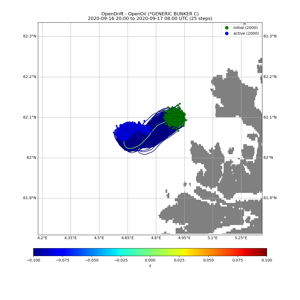 OpenDrift - OpenOil (*GENERIC BUNKER C)
2020-09-16 20:00 to 2020-09-17 08:00 UTC (25 steps)
initial (2000)
active (2000)
62.3°N 62.3°N
62.2°N 62.2°N
62.1°N 62.1°N
62°N 62°N
61.9°N 61.9°N
4.2°E 4.35°E 4.5°E 4.65°E 4.8°E 4.95°E 5.1°E 5.25°E
−0.100 −0.075 −0.050 −0.025 0.000 0.025 0.050 0.075 0.100